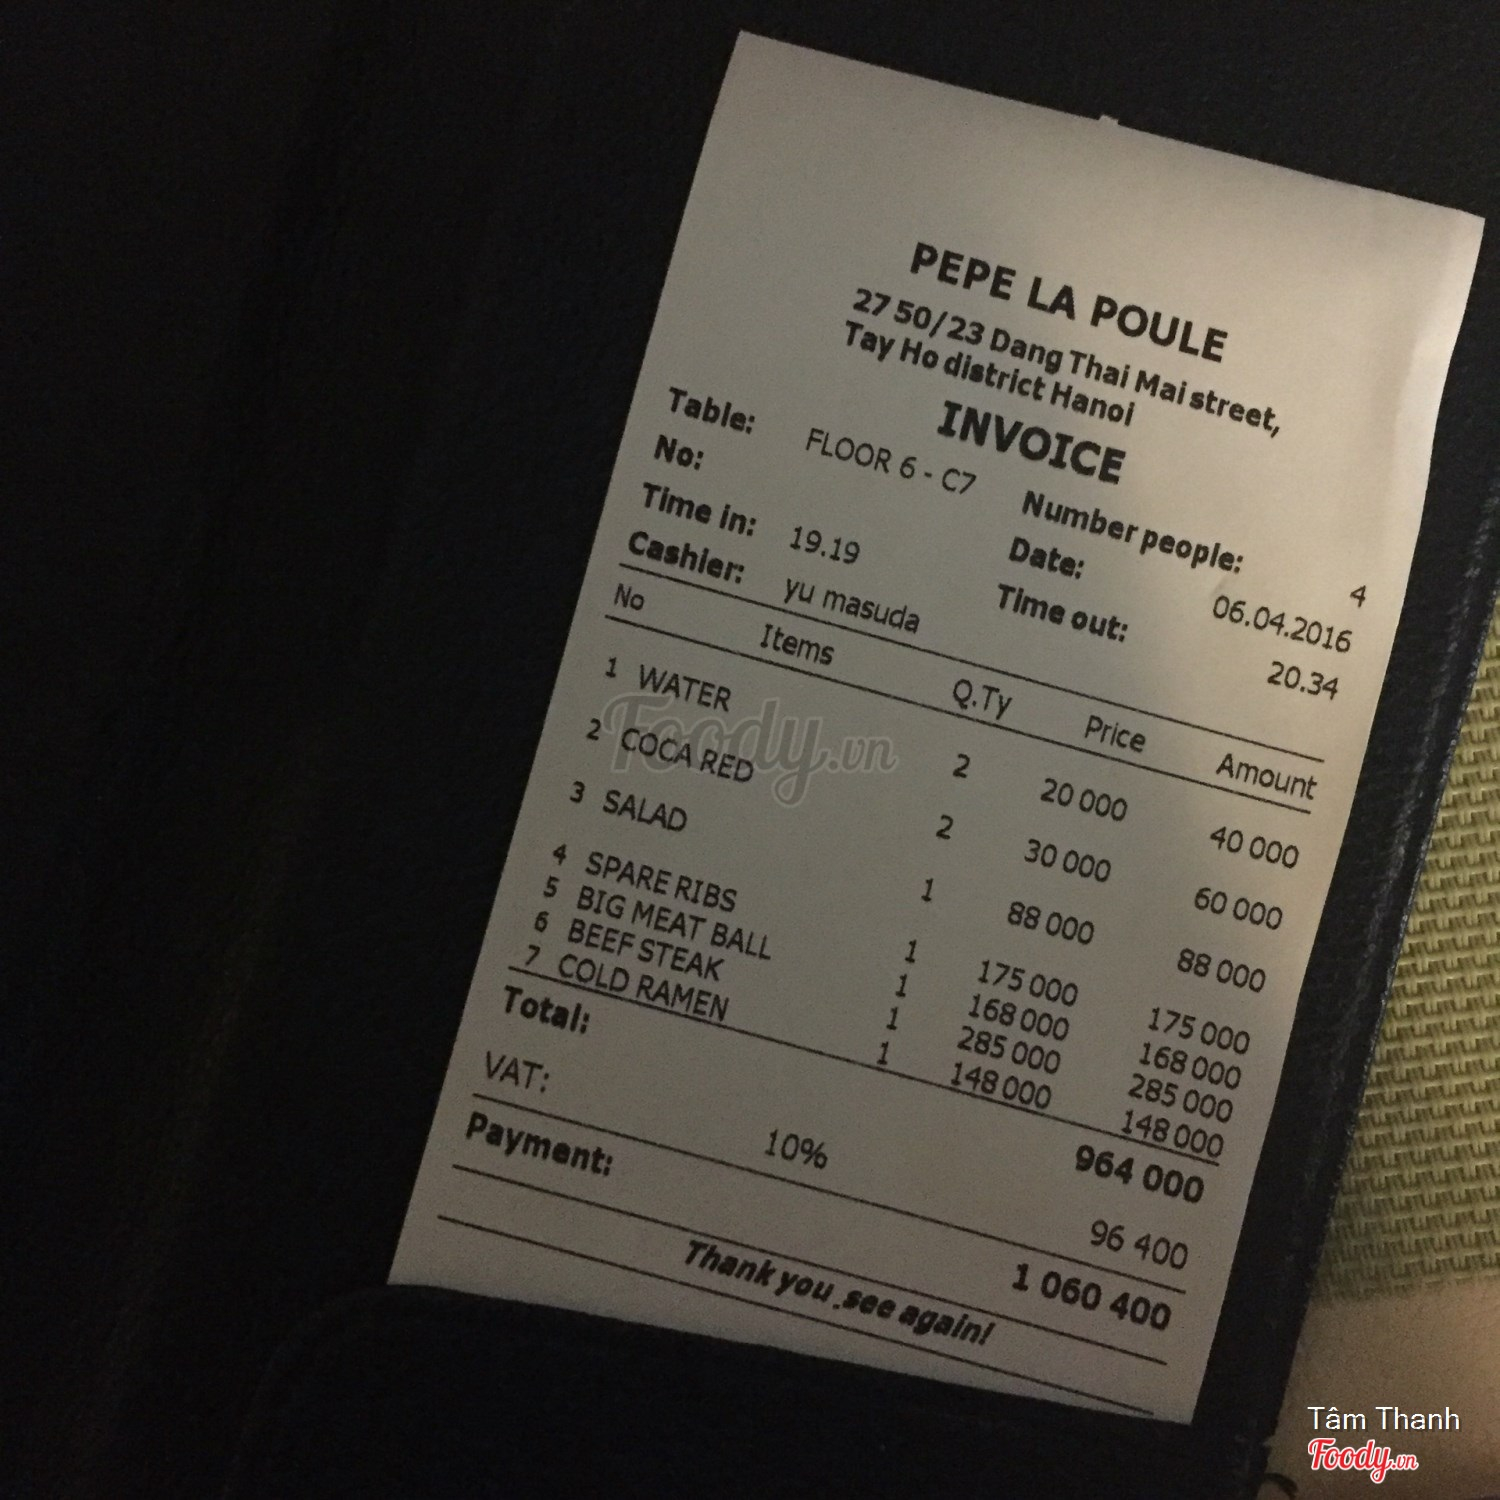 PEPE LA POULE
27 50/23 Dang Thai Mai street,
Tay Ho district Hanoi
INVOICE
Table: FLOOR 6 - C7 Number people: 4
No: Date: 06.04.2016
Time in: 19.19 Time out: 20.34
Cashier: yu masuda
No Items Q.Ty Price Amount
1 WATER 2 20 000 40 000
2 COCA RED 2 30 000 60 000
3 SALAD 1 88 000 88 000
4 SPARE RIBS 1 175 000 175 000
5 BIG MEAT BALL 1 168 000 168 000
6 BEEF STEAK 1 285 000 285 000
7 COLD RAMEN 1 148 000 148 000
Total: 964 000
VAT: 10% 96 400
Payment: 1 060 400
Thank you ,see again!
Foody.vn
Tâm Thanh
Foody.vn